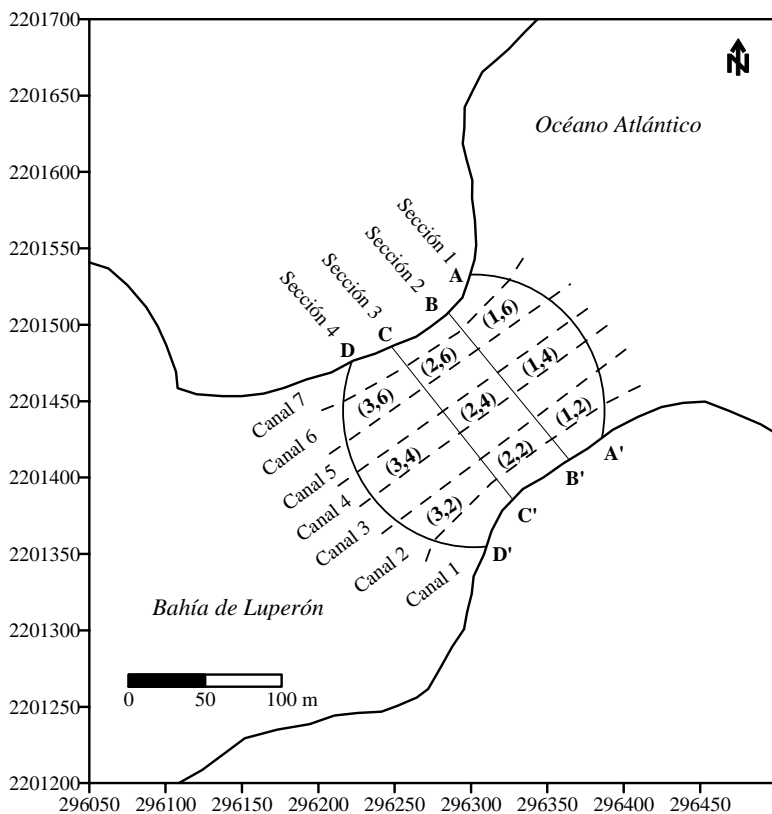 2201700
2201650
2201600
2201550
2201500
2201450
2201400
2201350
2201300
2201250
2201200
296050
296100
296150
296200
296250
296300
296350
296400
296450
N
Océano Atlántico
Sección 1
Sección 2
Sección 3
Sección 4
A
B
C
D
(1,6)
(2,6)
(1,4)
(3,6)
(2,4)
(1,2)
(3,4)
(2,2)
(3,2)
A'
B'
C'
D'
Canal 7
Canal 6
Canal 5
Canal 4
Canal 3
Canal 2
Canal 1
Bahía de Luperón
0 50 100 m